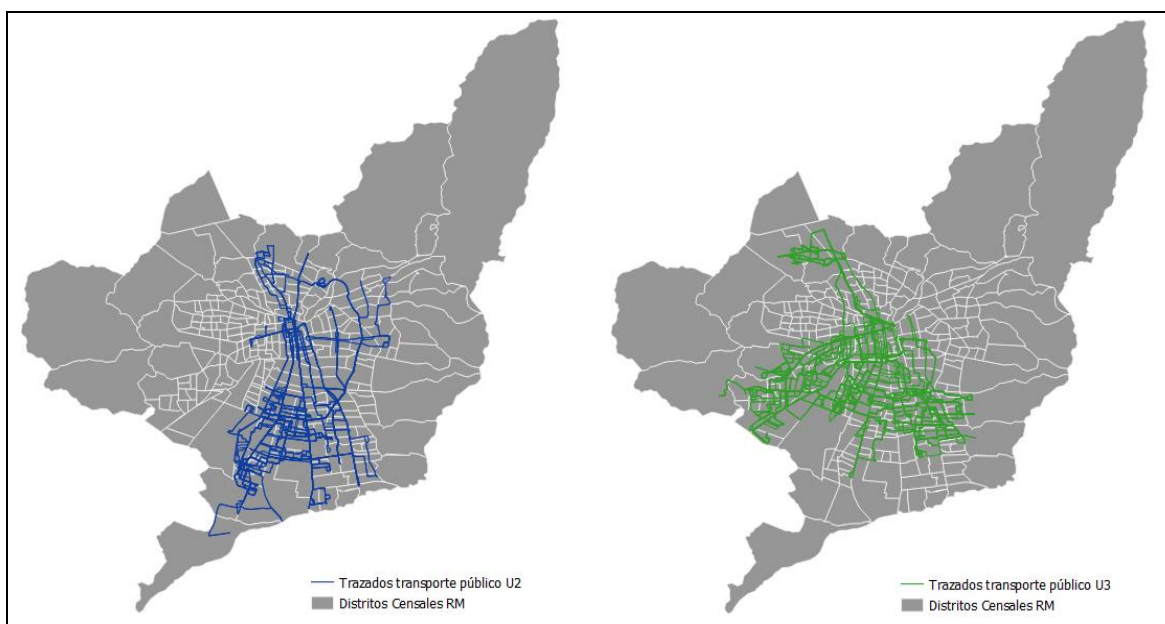 Trazados transporte público U2
Distritos Censales RM
Trazados transporte público U3
Distritos Censales RM